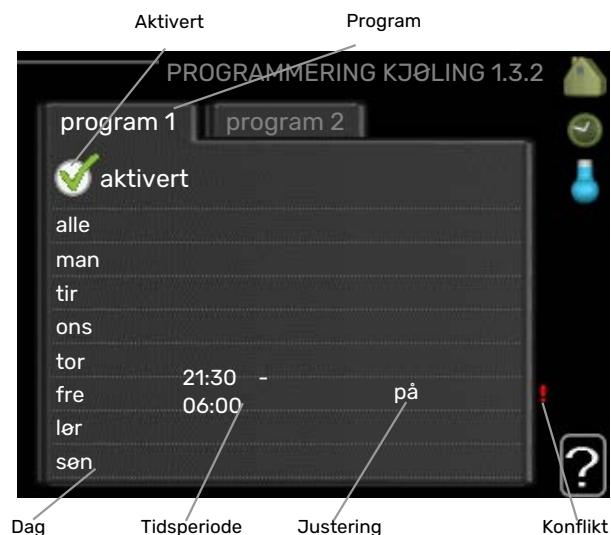 Aktivert Program
PROGRAMMERING KJØLING 1.3.2
program 1 program 2
aktivert
alle
man
tir
ons
tor
21:30 -
fre på !
06:00
lør
søn
?
Dag Tidsperiode Justering Konflikt